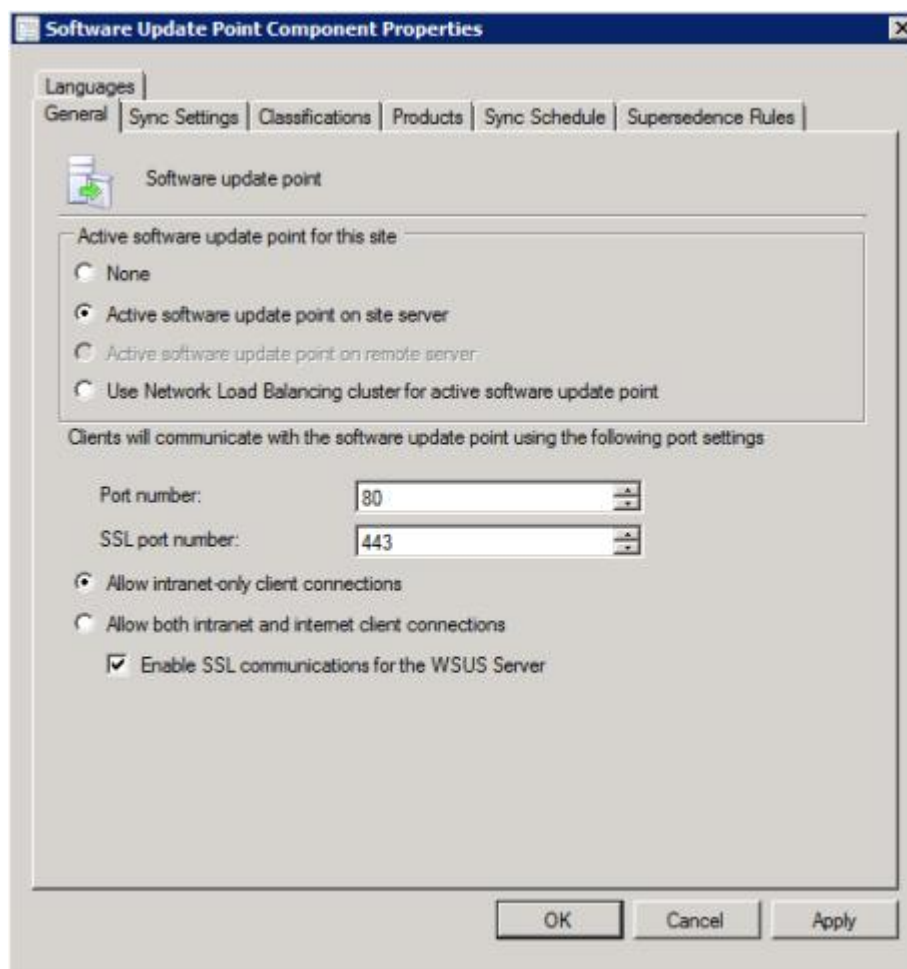 Software Update Point Component Properties
Languages
General
Sync Settings
Classifications
Products
Sync Schedule
Supersedence Rules
Software update point
Active software update point for this site
None
Active software update point on site server
Active software update point on remote server
Use Network Load Balancing cluster for active software update point
Clients will communicate with the software update point using the following port settings
Port number:
80
SSL port number:
443
Allow intranet-only client connections
Allow both intranet and internet client connections
Enable SSL communications for the WSUS Server
OK
Cancel
Apply